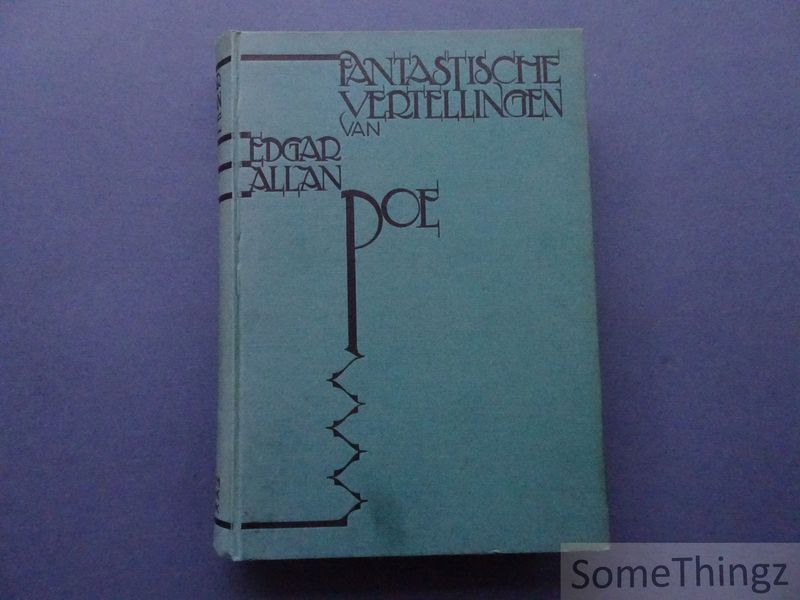 FANTASTISCHE
VERTELLINGEN
VAN
EDGAR
ALLAN
POE
SomeThingz